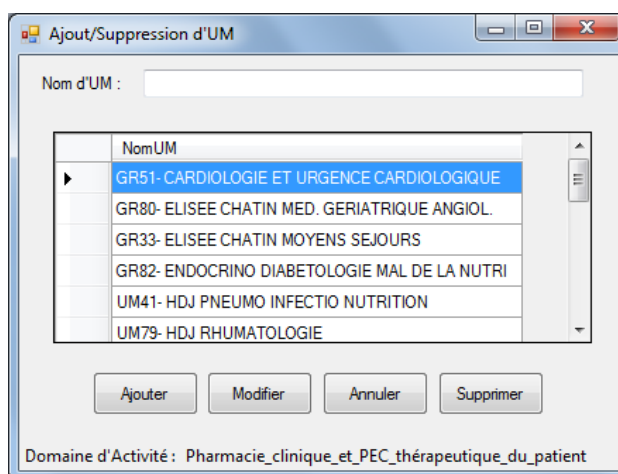 Ajout/Suppression d'UM
Nom d'UM :
NomUM
GR51- CARDIOLOGIE ET URGENCE CARDIOLOGIQUE
GR80- ELISEE CHATIN MED. GERIATRIQUE ANGIOL.
GR33- ELISEE CHATIN MOYENS SEJOURS
GR82- ENDOCRINO DIABETOLOGIE MAL DE LA NUTRI
UM41- HDJ PNEUMO INFECTIO NUTRITION
UM79- HDJ RHUMATOLOGIE
Ajouter Modifier Annuler Supprimer
Domaine d'Activité : Pharmacie_clinique_et_PEC_thérapeutique_du_patient